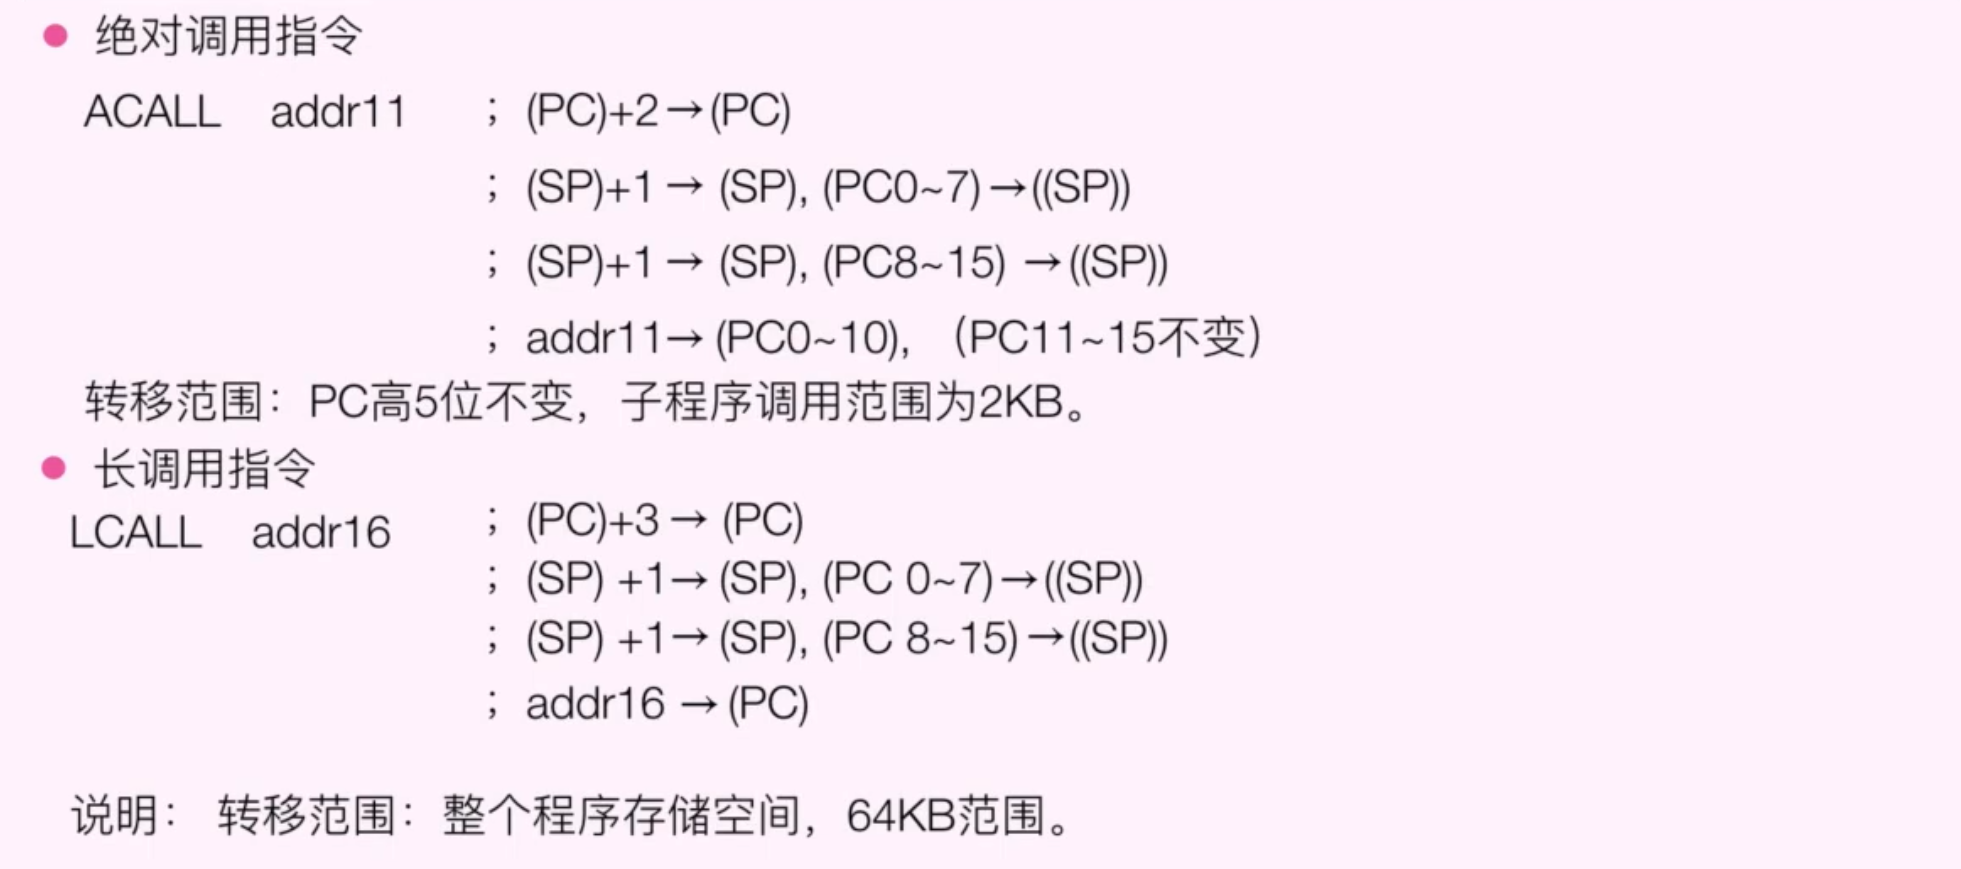 绝对调用指令
ACALL addr11 ; (PC)+2→(PC)
; (SP)+1→ (SP), (PC0~7)→((SP))
; (SP)+1→ (SP), (PC8~15) →((SP))
; addr11→ (PC0~10), （PC11~15不变）
转移范围：PC高5位不变，子程序调用范围为2KB。
长调用指令
LCALL addr16 ; (PC)+3→ (PC)
; (SP) +1→ (SP), (PC 0~7)→((SP))
; (SP) +1→ (SP), (PC 8~15)→((SP))
; addr16 →(PC)
说明： 转移范围：整个程序存储空间，64KB范围。